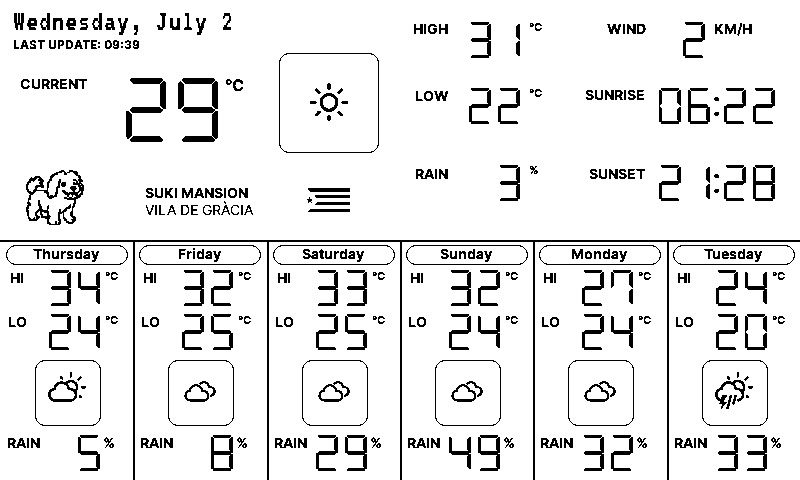 Wednesday, July 2
LAST UPDATE: 09:39
CURRENT 29 °C
SUKI MANSION
VILA DE GRÀCIA
HIGH 31 °C
LOW 22 °C
RAIN 3 %
WIND 2 KM/H
SUNRISE 06:22
SUNSET 21:28
Thursday
HI 34 °C
LO 24 °C
RAIN 5 %
Friday
HI 32 °C
LO 25 °C
RAIN 8 %
Saturday
HI 33 °C
LO 25 °C
RAIN 29 %
Sunday
HI 32 °C
LO 24 °C
RAIN 49 %
Monday
HI 27 °C
LO 24 °C
RAIN 32 %
Tuesday
HI 24 °C
LO 20 °C
RAIN 33 %